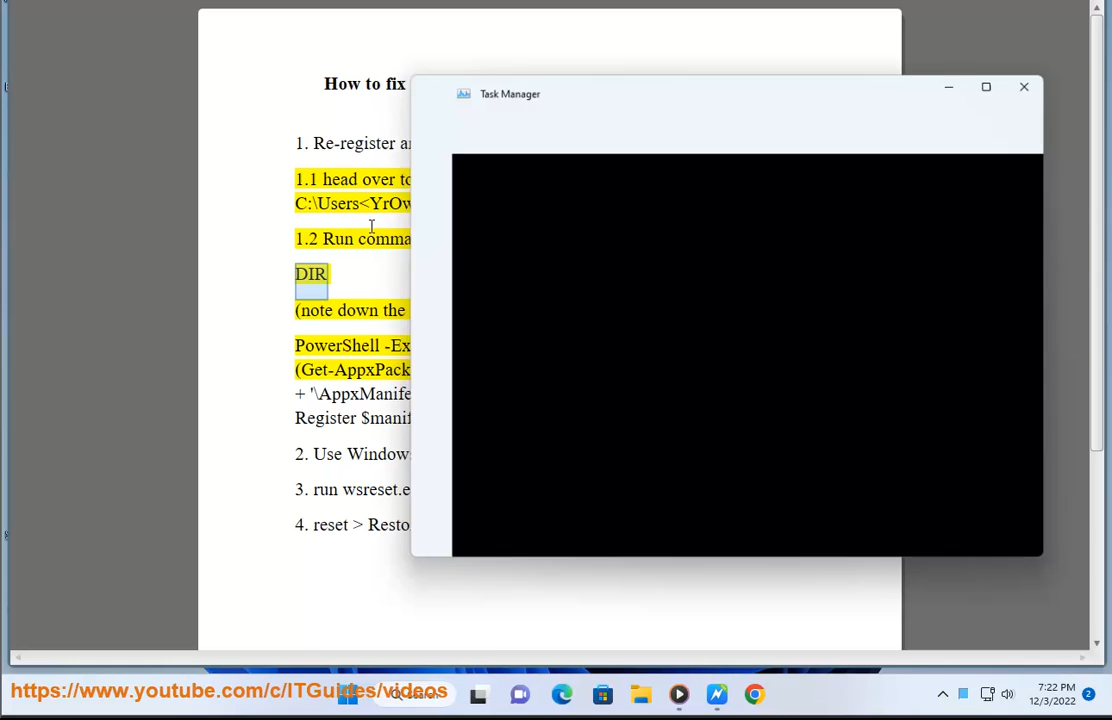 How to fix
Task Manager
1. Re-register
1.1 head over
C:\Users<YrOw
1.2 Run comma
DIR
(note down the
PowerShell -Ex
(Get-AppxPack
+ '\AppxManife
Register $manif
2. Use Window
3. run wsreset.e
4. reset > Resto
https://www.youtube.com/c/ITGuides/videos
7:22 PM
12/3/2022
2